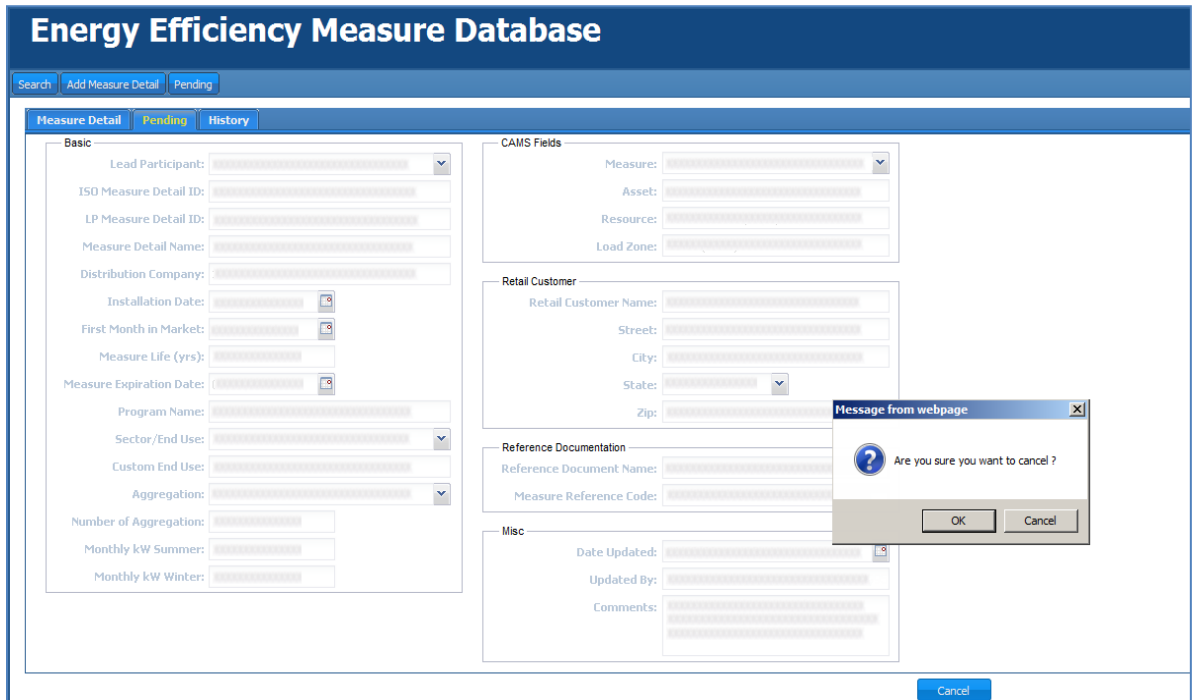 Energy Efficiency Measure Database
Search Add Measure Detail Pending
Measure Detail Pending History
Basic
Lead Participant:
ISO Measure Detail ID:
LP Measure Detail ID:
Measure Detail Name:
Distribution Company:
Installation Date:
First Month in Market:
Measure Life (yrs):
Measure Expiration Date:
Program Name:
Sector/End Use:
Custom End Use:
Aggregation:
Number of Aggregation:
Monthly kW Summer:
Monthly kW Winter:
CAMS Fields
Measure:
Asset:
Resource:
Load Zone:
Retail Customer
Retail Customer Name:
Street:
City:
State:
Zip:
Reference Documentation
Reference Document Name:
Measure Reference Code:
Misc
Date Updated:
Updated By:
Comments:
Message from webpage
Are you sure you want to cancel ?
OK Cancel
Cancel